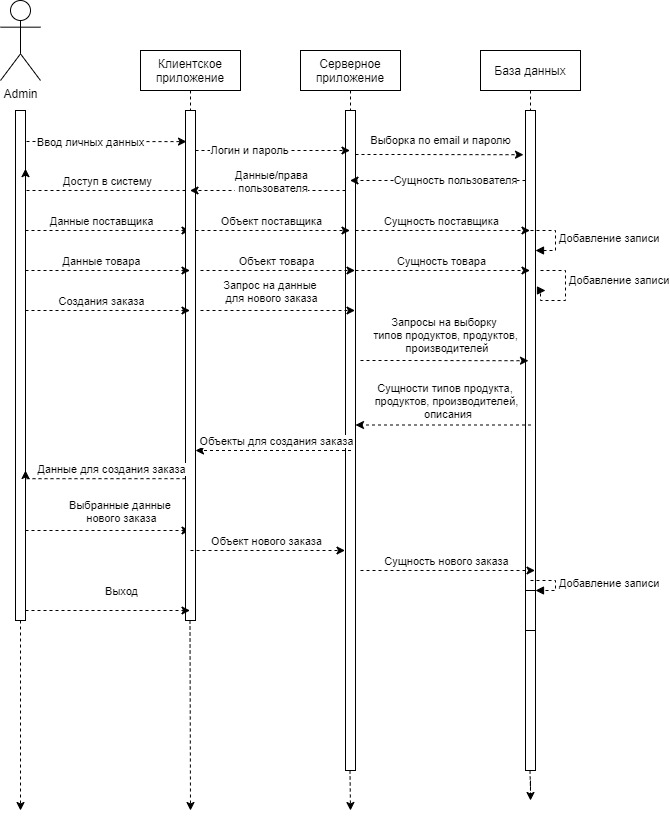 Admin
Клиентское
приложение
Серверное
приложение
База данных
Ввод личных данных
Логин и пароль
Выборка по email и паролю
Доступ в систему
Данные/права
пользователя
Сущность пользователя
Данные поставщика
Объект поставщика
Сущность поставщика
Добавление записи
Данные товара
Объект товара
Сущность товара
Добавление записи
Создания заказа
Запрос на данные
для нового заказа
Запросы на выборку
типов продуктов, продуктов,
производителей
Сущности типов продукта,
продуктов, производителей,
описания
Объекты для создания заказа
Данные для создания заказа
Выбранные данные
нового заказа
Объект нового заказа
Сущность нового заказа
Добавление записи
Выход